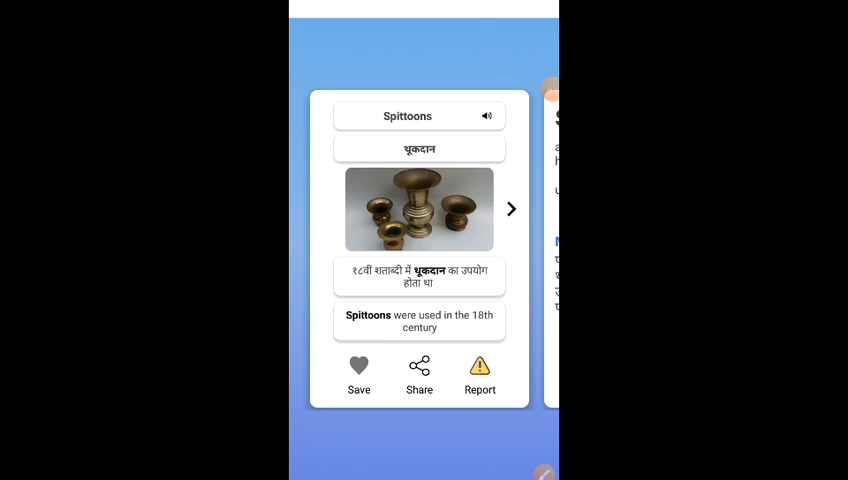 Spittoons
थूकदान
१८वीं शताब्दी में थूकदान का उपयोग
होता था
Spittoons were used in the 18th
century
Save
Share
Report